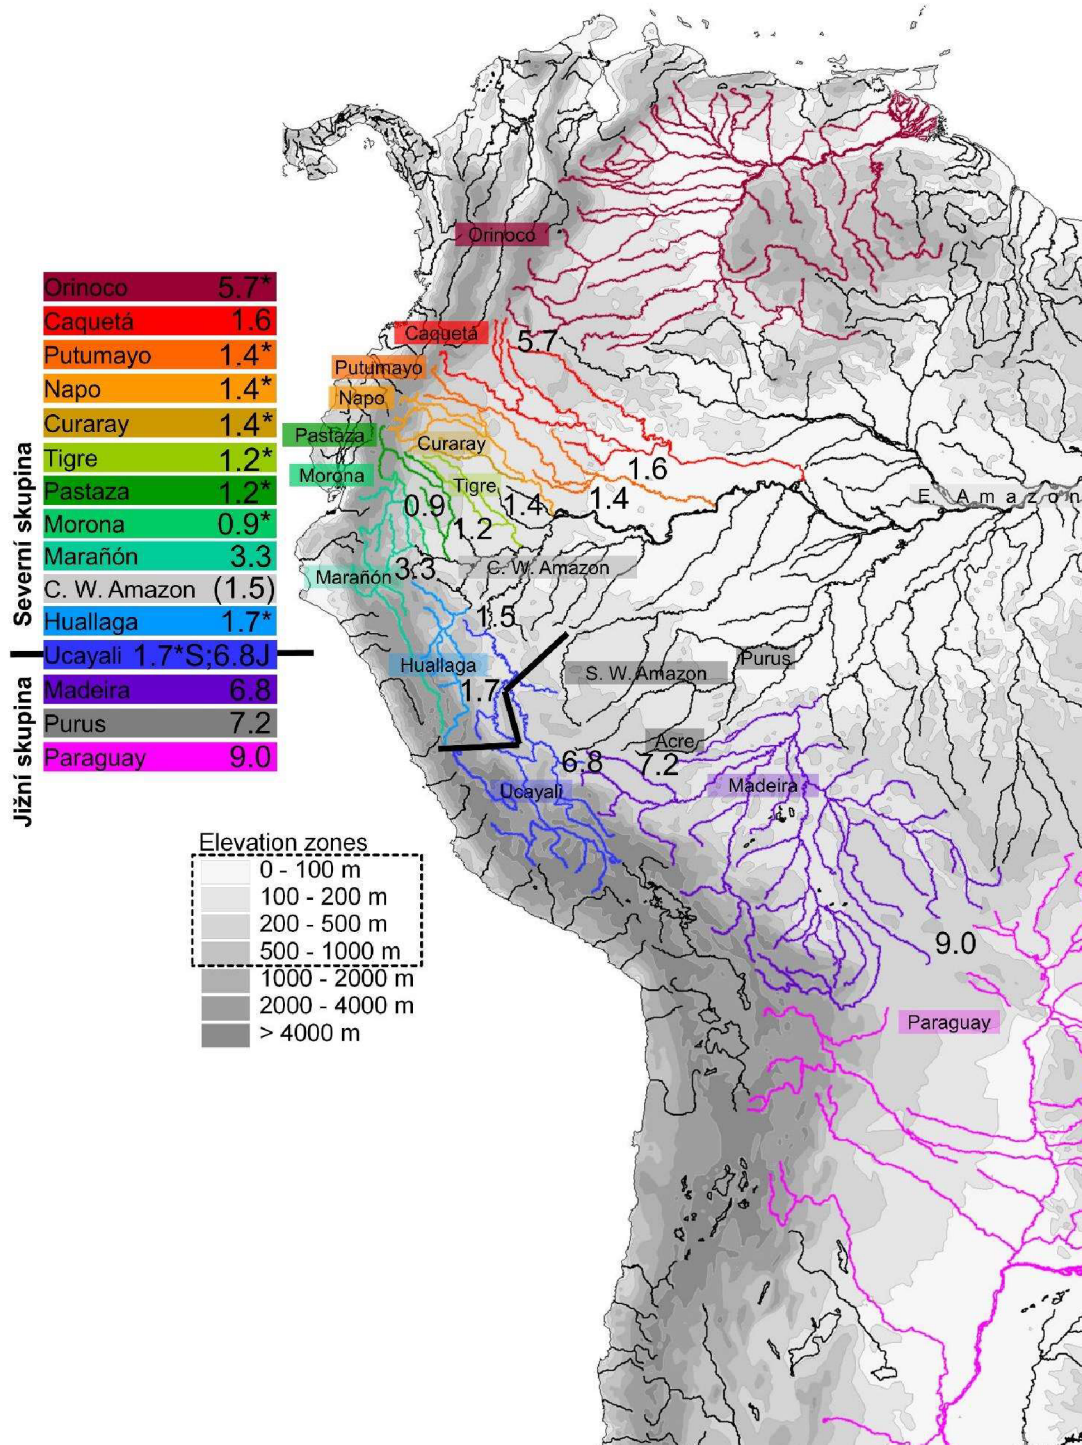 Orinoco 5.7*
Caquetá 1.6
Putumayo 1.4*
Napo 1.4*
Curaray 1.4*
Tigre 1.2*
Pastaza 1.2*
Morona 0.9*
Marañón 3.3
C. W. Amazon (1.5)
Huallaga 1.7*
Ucayali 1.7*S;6.8J
Madeira 6.8
Purus 7.2
Paraguay 9.0
Severní skupina
Jižní skupina
Elevation zones
0 - 100 m
100 - 200 m
200 - 500 m
500 - 1000 m
1000 - 2000 m
2000 - 4000 m
> 4000 m
Orinoco
Caquetá
5.7
Putumayo
Napo
Pastaza
Curaray
Morona
Tigre
1.6
1.4
1.4
0.9
1.2
E. Amazon
Marañón
3.3
C. W. Amazon
1.5
Huallaga
1.7
S. W. Amazon
Purus
Acre
6.8
7.2
Ucayali
Madeira
9.0
Paraguay